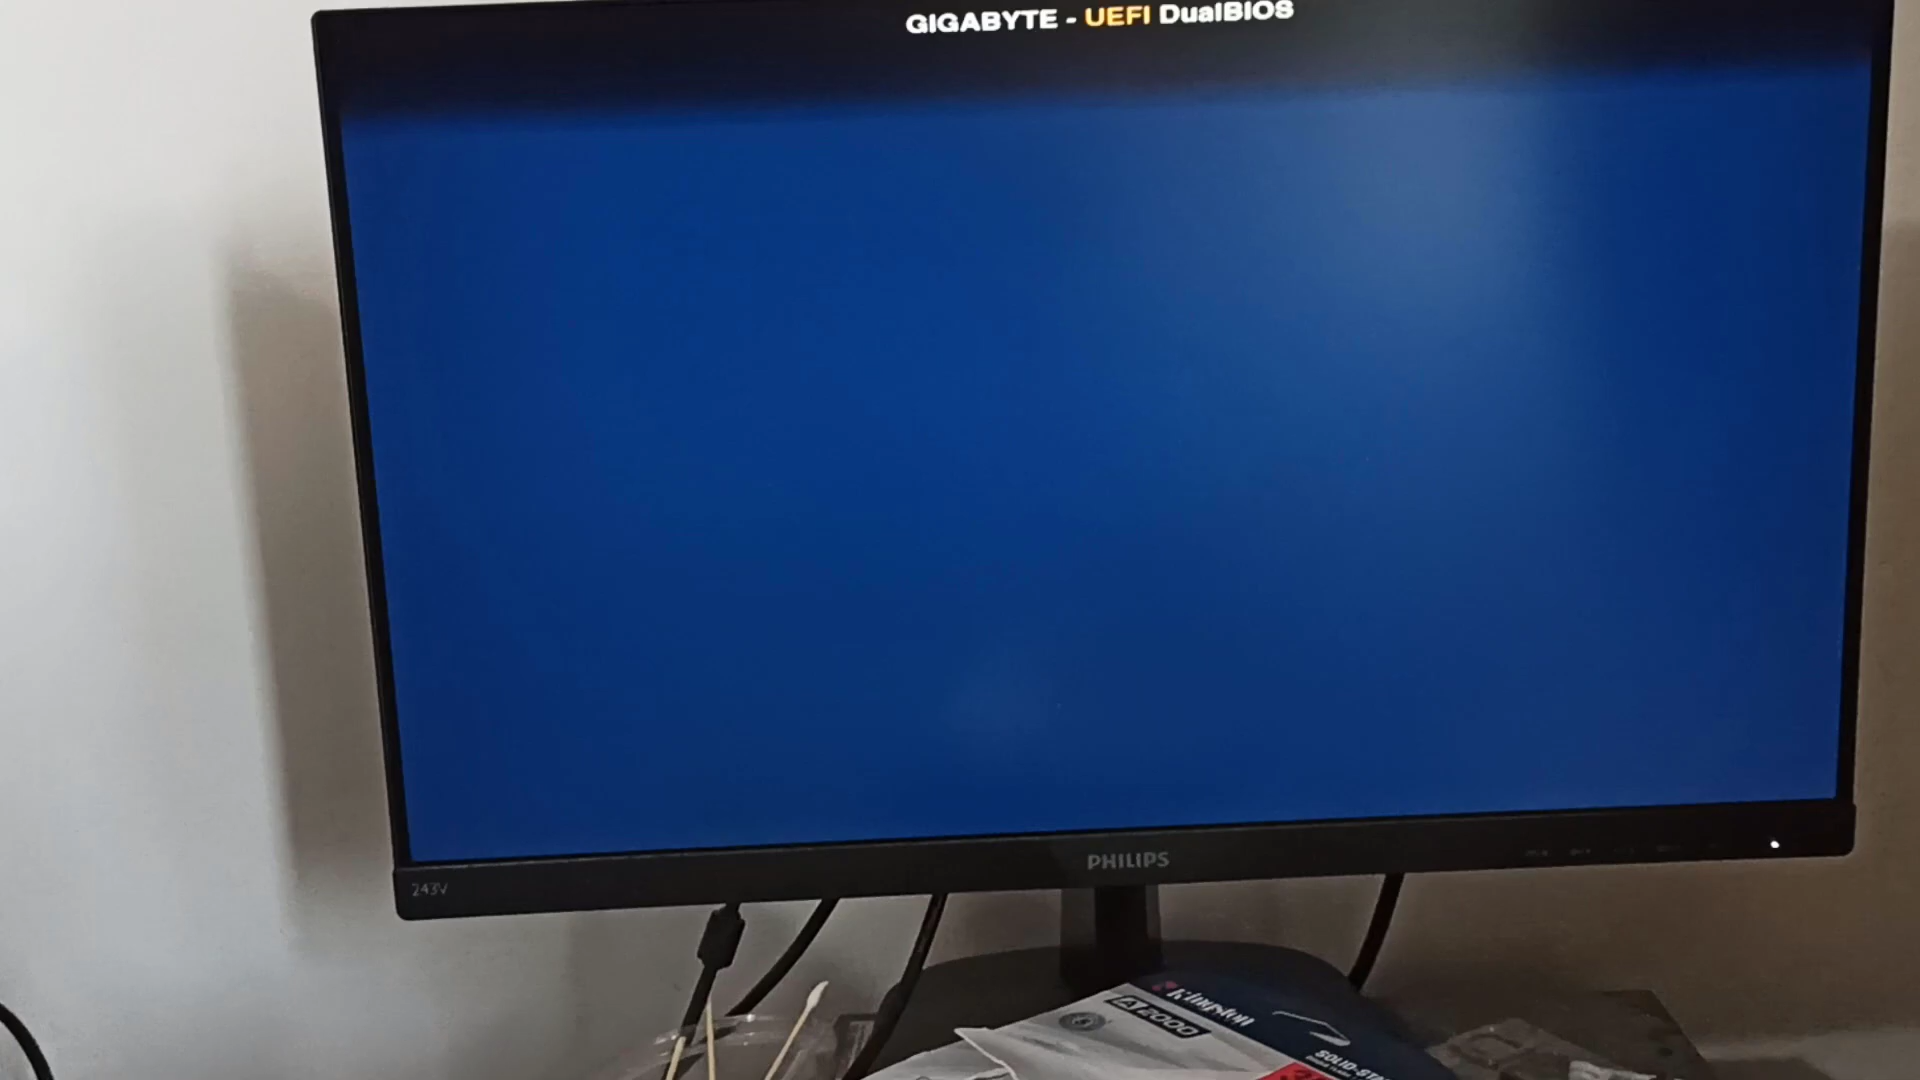 GIGABYTE - UEFI DualBIOS
PHILIPS
243V
Kingston
A2000